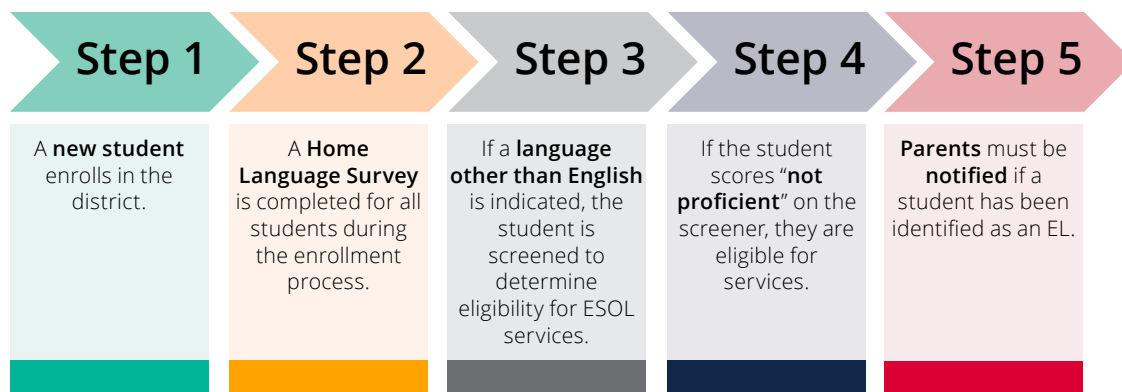 Step 1
A new student
enrolls in the
district.
Step 2
A Home
Language Survey
is completed for all
students during
the enrollment
process.
Step 3
If a language
other than English
is indicated, the
student is
screened to
determine
eligibility for ESOL
services.
Step 4
If the student
scores “not
proficient” on the
screener, they are
eligible for
services.
Step 5
Parents must be
notified if a
student has been
identified as an EL.